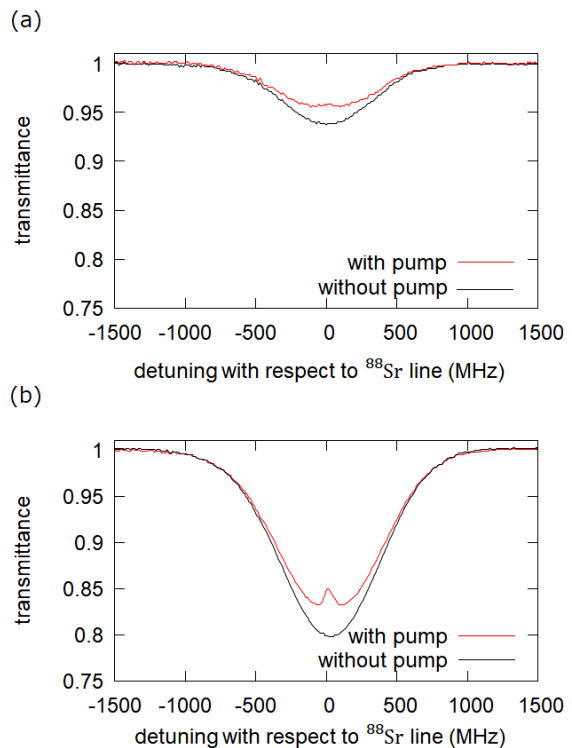 (a)
1
0.95
0.9
0.85
0.8
0.75
transmittance
with pump
without pump
-1500 -1000 -500 0 500 1000 1500
detuning with respect to ⁸⁸Sr line (MHz)
(b)
1
0.95
0.9
0.85
0.8
0.75
transmittance
with pump
without pump
-1500 -1000 -500 0 500 1000 1500
detuning with respect to ⁸⁸Sr line (MHz)